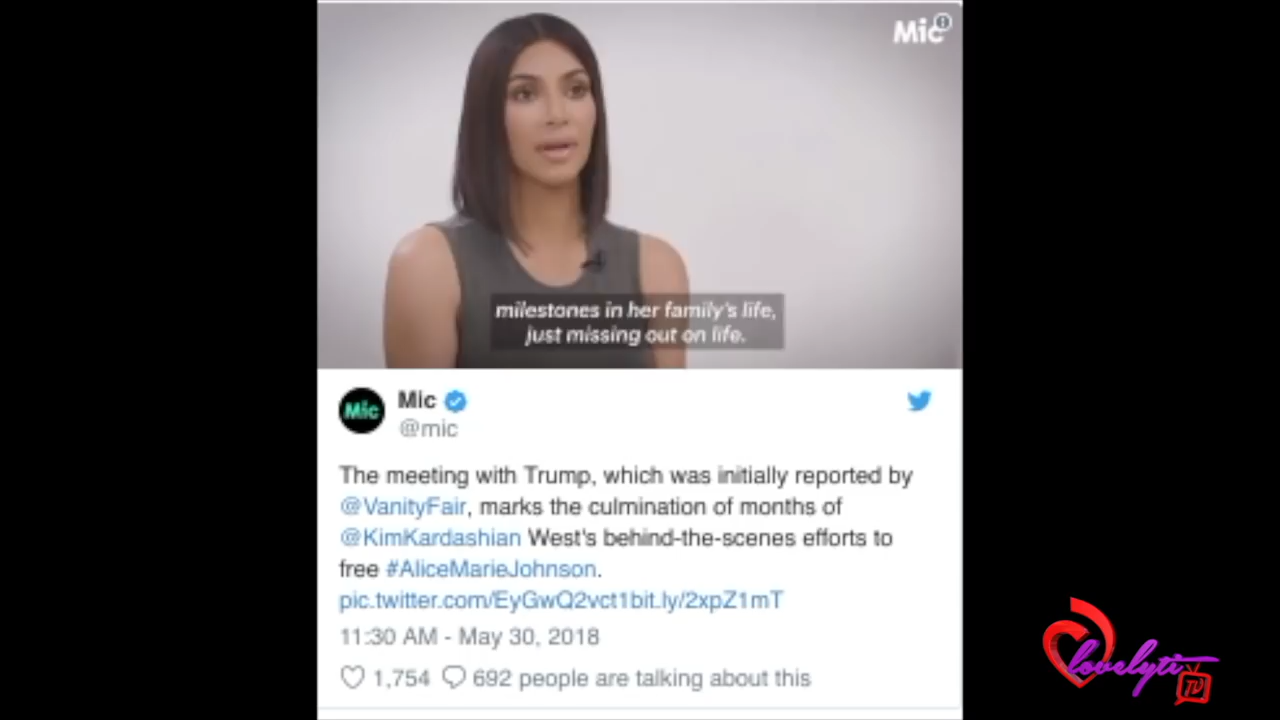 Mic
milestones in her family's life,
just missing out on life.
Mic
Mic
@mic
The meeting with Trump, which was initially reported by
@VanityFair, marks the culmination of months of
@KimKardashian West's behind-the-scenes efforts to
free #AliceMarieJohnson.
pic.twitter.com/EyGwQ2vct1bit.ly/2xpZ1mT
11:30 AM - May 30, 2018
1,754 692 people are talking about this
lovelyti
TV